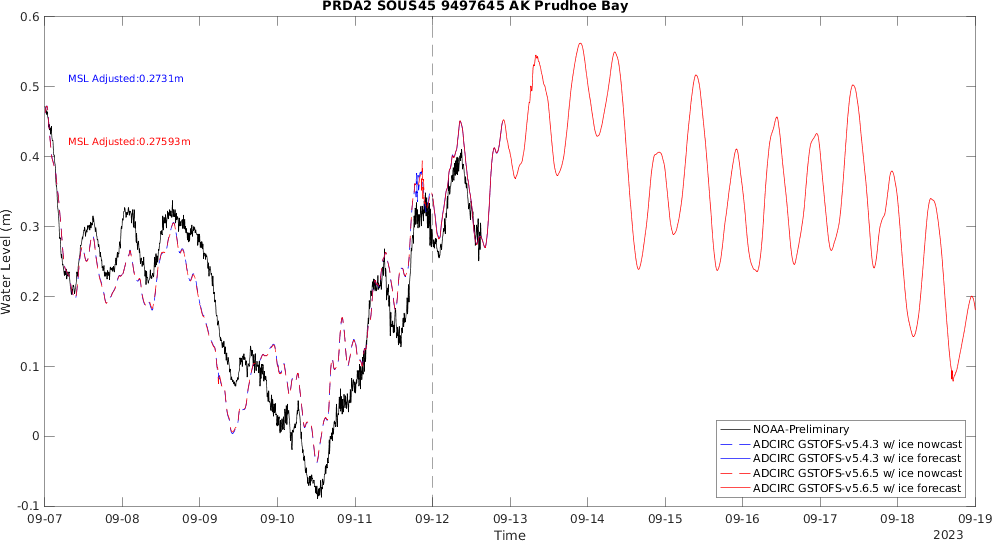 PRDA2 SOUS45 9497645 AK Prudhoe Bay
0.6
MSL Adjusted:0.2731m
0.5
MSL Adjusted:0.27593m
0.4
0.3
0.2
0.1
0
-0.1
Water Level (m)
NOAA-Preliminary
ADCIRC GSTOFS-v5.4.3 w/ ice nowcast
ADCIRC GSTOFS-v5.4.3 w/ ice forecast
ADCIRC GSTOFS-v5.6.5 w/ ice nowcast
ADCIRC GSTOFS-v5.6.5 w/ ice forecast
09-07 09-08 09-09 09-10 09-11 09-12 09-13 09-14 09-15 09-16 09-17 09-18 09-19
Time
2023